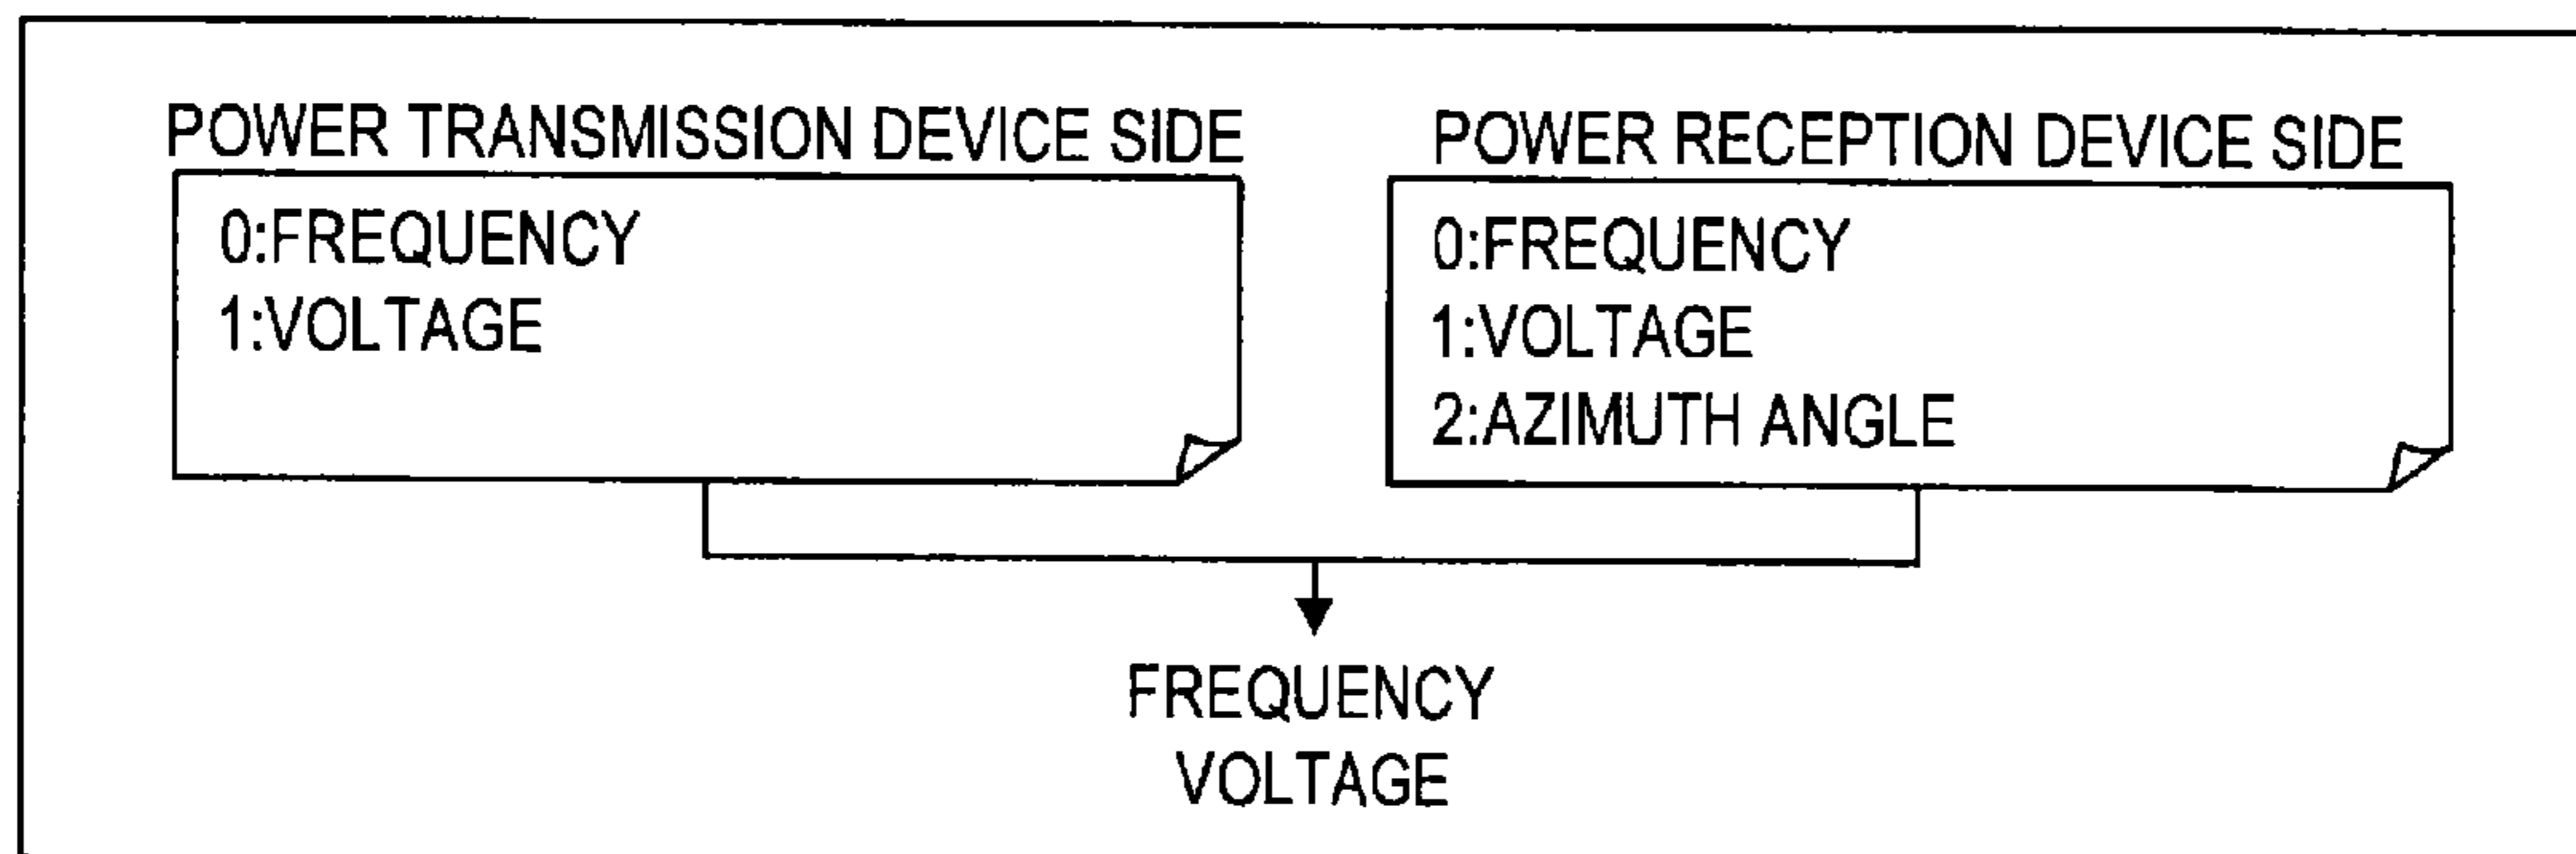 POWER TRANSMISSION DEVICE SIDE
0:FREQUENCY
1:VOLTAGE
POWER RECEPTION DEVICE SIDE
0:FREQUENCY
1:VOLTAGE
2:AZIMUTH ANGLE
FREQUENCY
VOLTAGE